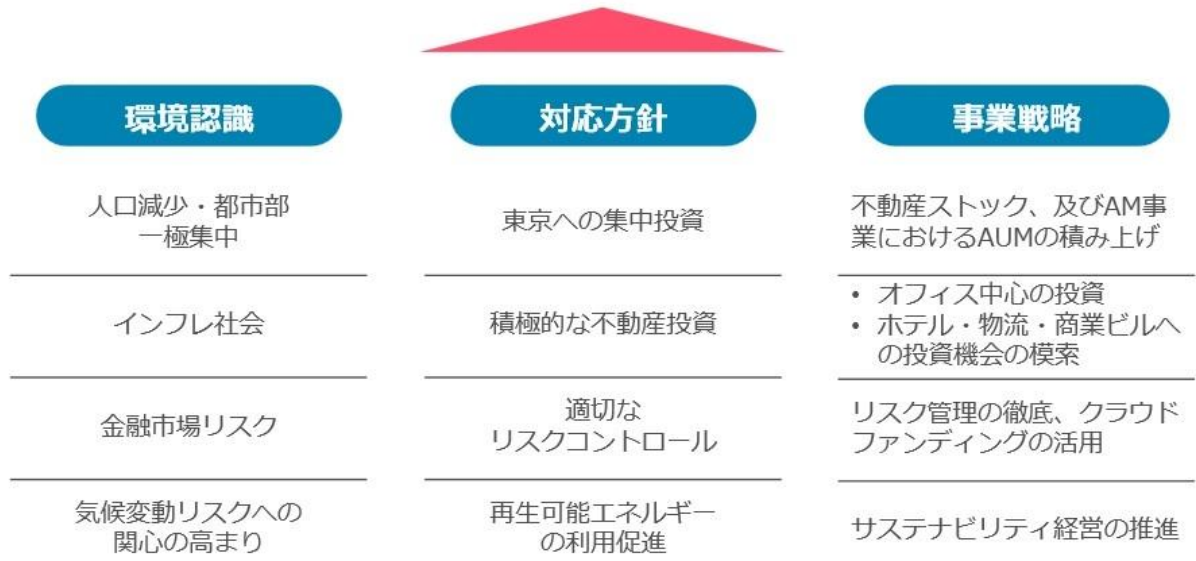 環境認識
対応方針
事業戦略
人口減少・都市部
一極集中
東京への集中投資
不動産ストック、及びAM事
業におけるAUMの積み上げ
インフレ社会
積極的な不動産投資
• オフィス中心の投資
• ホテル・物流・商業ビルへ
の投資機会の模索
金融市場リスク
適切な
リスクコントロール
リスク管理の徹底、クラウド
ファンディングの活用
気候変動リスクへの
関心の高まり
再生可能エネルギー
の利用促進
サステナビリティ経営の推進